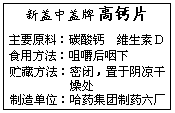 新盖中盖牌 高钙片
主要原料：碳酸钙 维生素D
食用方法：咀嚼后咽下
贮藏方法：密闭，置于阴凉干
燥处
制造单位：哈药集团制药六厂